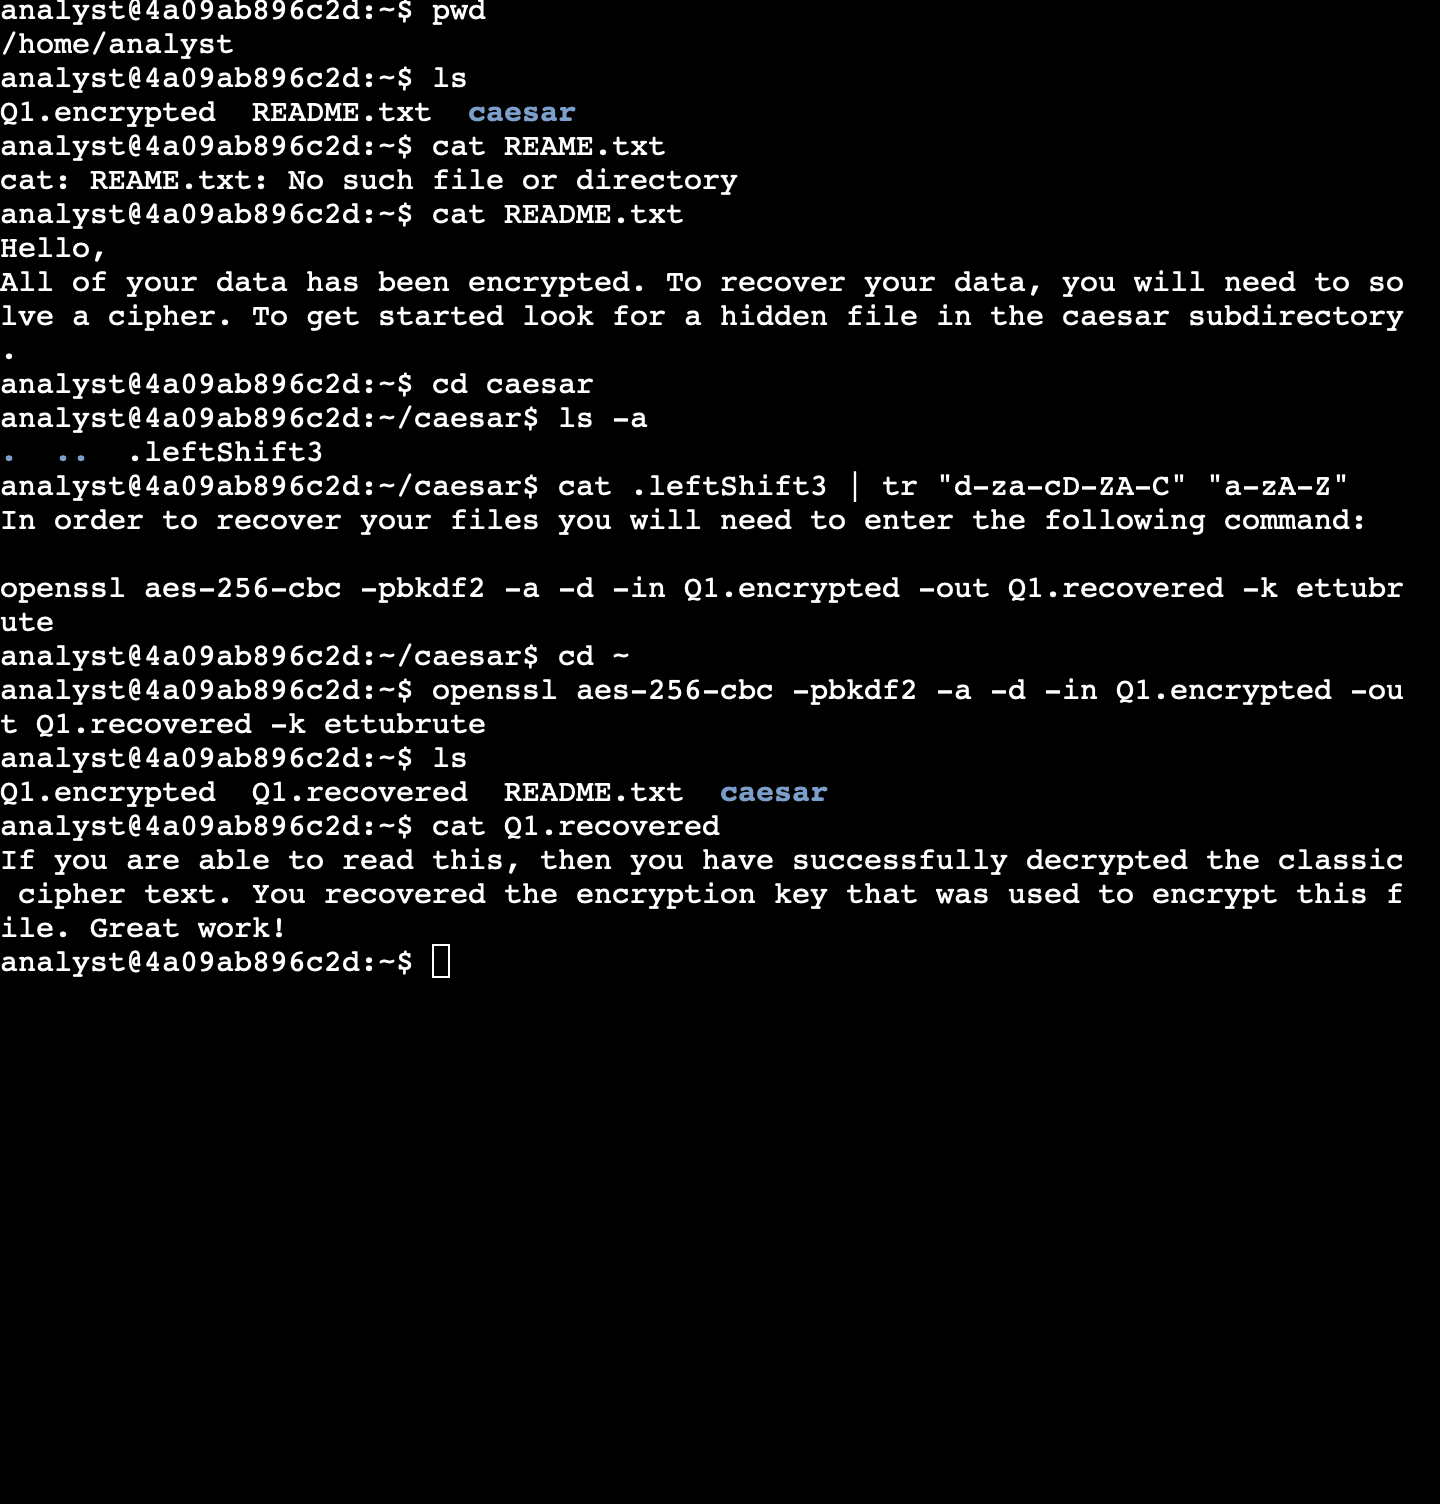 analyst@4a09ab896c2d:~$ pwd
/home/analyst
analyst@4a09ab896c2d:~$ ls
Q1.encrypted  Q1.recovered  README.txt  caesar
analyst@4a09ab896c2d:~$ cat REAME.txt
cat: REAME.txt: No such file or directory
analyst@4a09ab896c2d:~$ cat README.txt
Hello,
All of your data has been encrypted. To recover your data, you will need to so
lve a cipher. To get started look for a hidden file in the caesar subdirectory
.
analyst@4a09ab896c2d:~$ cd caesar
analyst@4a09ab896c2d:~/caesar$ ls -a
.  ..  .leftShift3
analyst@4a09ab896c2d:~/caesar$ cat .leftShift3 | tr "d-za-cD-ZA-C" "a-zA-Z"
In order to recover your files you will need to enter the following command:

openssl aes-256-cbc -pbkdf2 -a -d -in Q1.encrypted -out Q1.recovered -k ettubr
ute
analyst@4a09ab896c2d:~/caesar$ cd ~
analyst@4a09ab896c2d:~$ openssl aes-256-cbc -pbkdf2 -a -d -in Q1.encrypted -ou
t Q1.recovered -k ettubrute
analyst@4a09ab896c2d:~$ ls
Q1.encrypted  Q1.recovered  README.txt  caesar
analyst@4a09ab896c2d:~$ cat Q1.recovered
If you are able to read this, then you have successfully decrypted the classic
 cipher text. You recovered the encryption key that was used to encrypt this f
ile. Great work!
analyst@4a09ab896c2d:~$